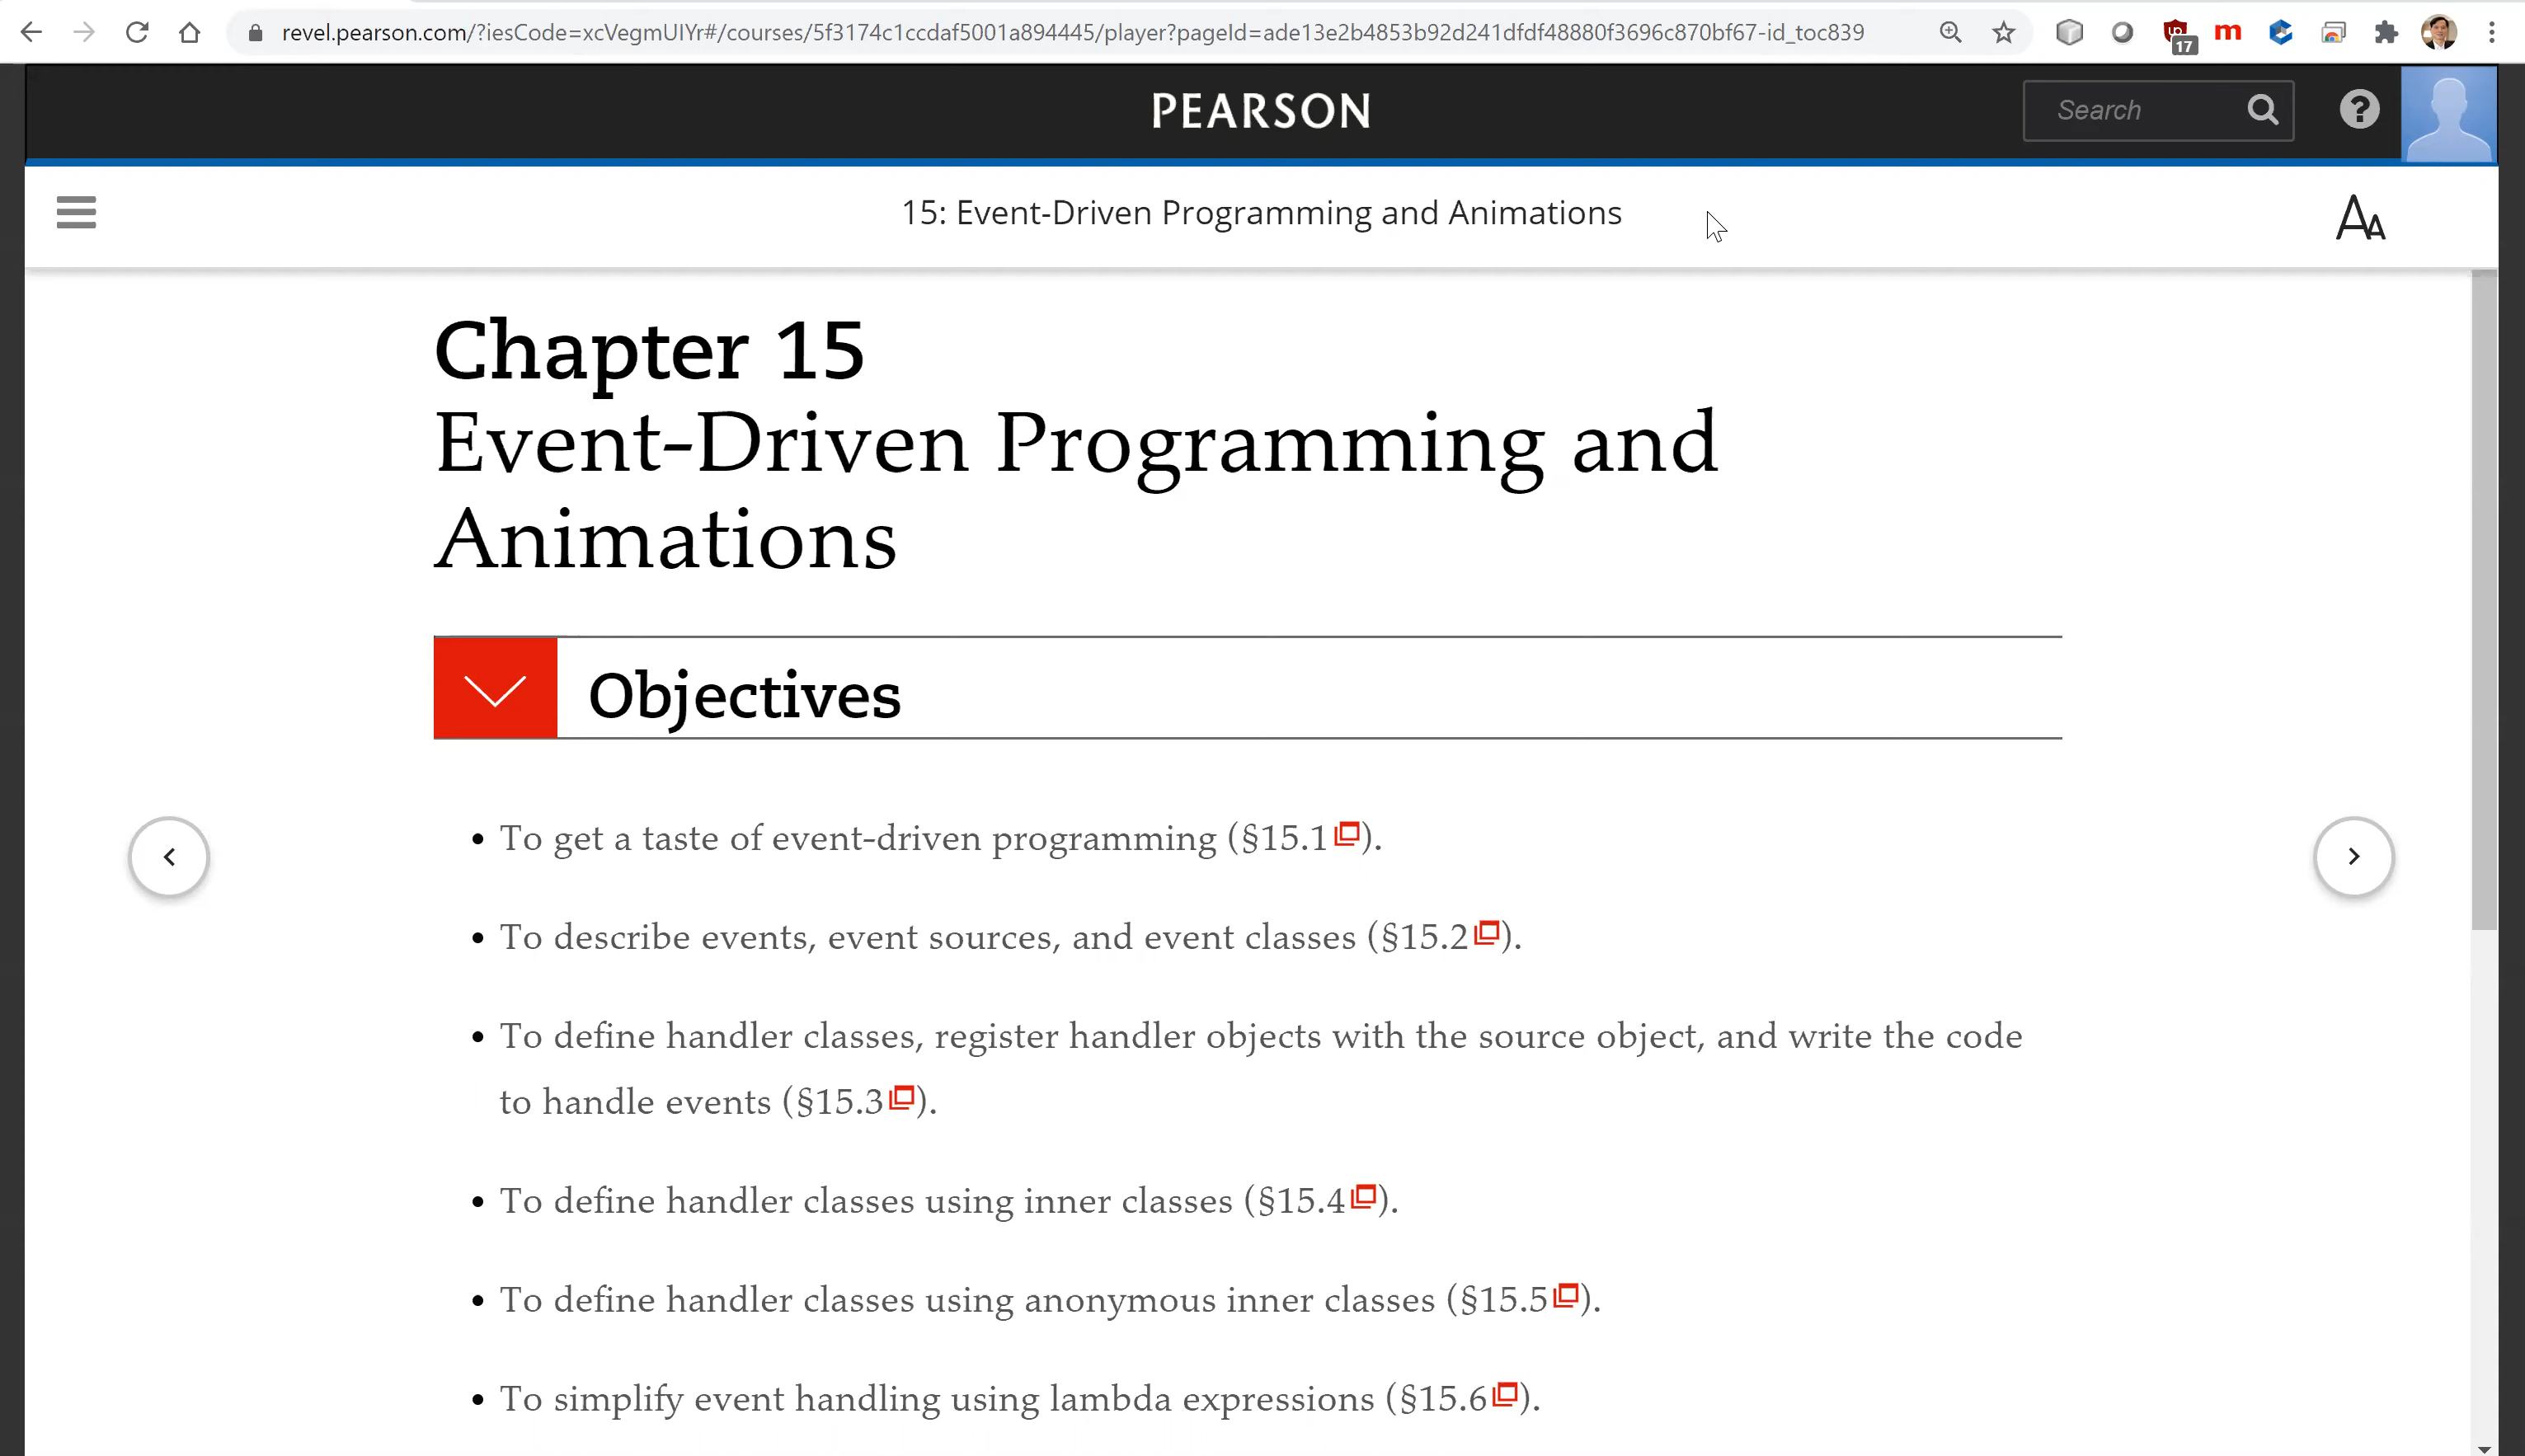 revel.pearson.com/?iesCode=xcVegmUIYr#/courses/5f3174c1ccdaf5001a894445/player?pageId=ade13e2b4853b92d241dfdf48880f3696c870bf67-id_toc839
17
m
PEARSON
Search
?
15: Event-Driven Programming and Animations
AA
Chapter 15
Event-Driven Programming and
Animations
Objectives
• To get a taste of event-driven programming (§15.1).
• To describe events, event sources, and event classes (§15.2).
• To define handler classes, register handler objects with the source object, and write the code
to handle events (§15.3).
• To define handler classes using inner classes (§15.4).
• To define handler classes using anonymous inner classes (§15.5).
• To simplify event handling using lambda expressions (§15.6).